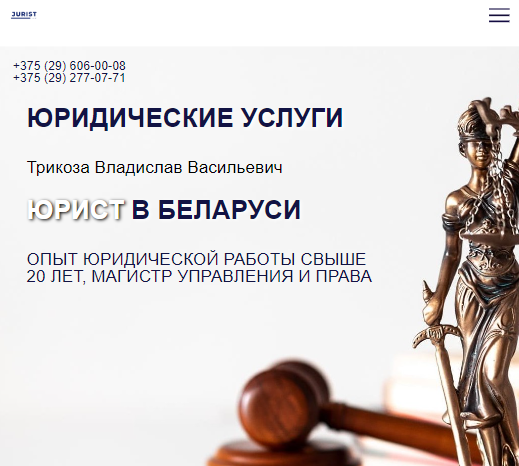 JURIST
+375 (29) 606-00-08
+375 (29) 277-07-71
ЮРИДИЧЕСКИЕ УСЛУГИ
Трикоза Владислав Васильевич
ЮРИСТ В БЕЛАРУСИ
ОПЫТ ЮРИДИЧЕСКОЙ РАБОТЫ СВЫШЕ
20 ЛЕТ, МАГИСТР УПРАВЛЕНИЯ И ПРАВА